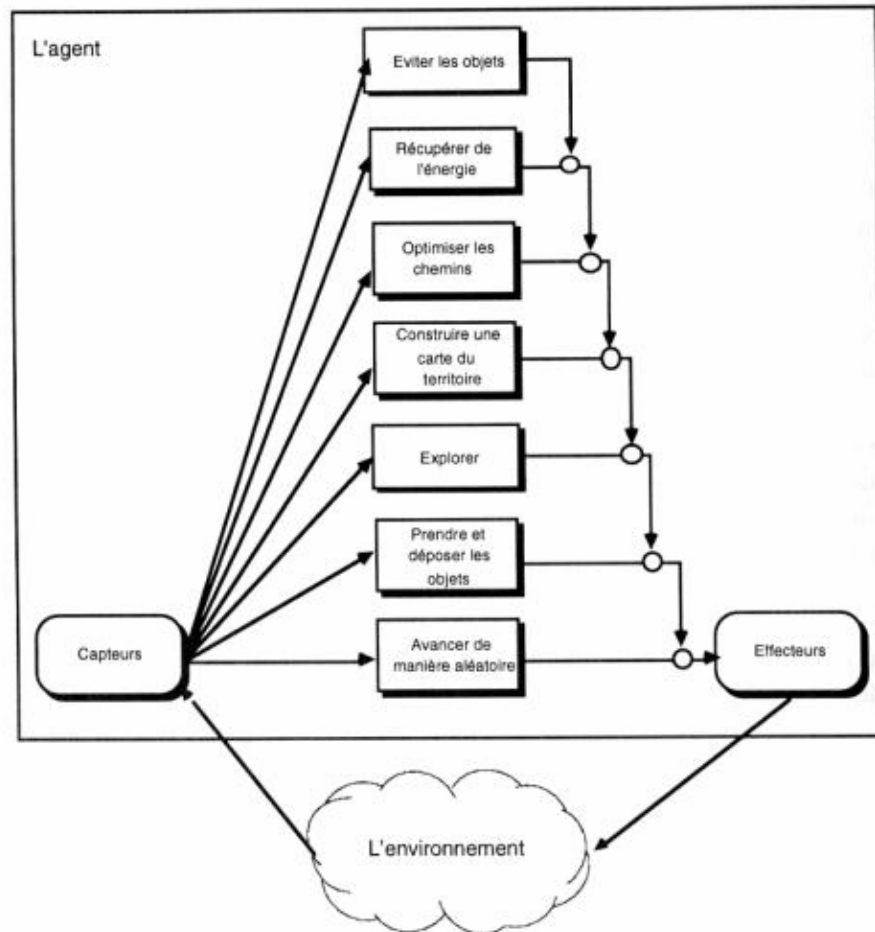 L'agent
Eviter les objets
Récupérer de
l'énergie
Optimiser les
chemins
Construire une
carte du
territoire
Explorer
Prendre et
déposer les
objets
Capteurs
Avancer de
manière aléatoire
Effecteurs
L'environnement